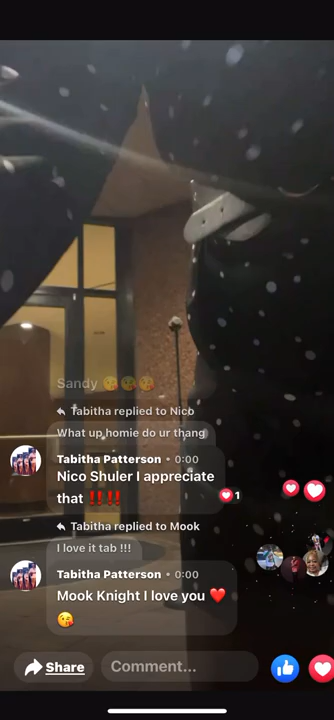 Sandy 😘😘😘
Tabitha replied to Nico
What up homie do ur thang
Tabitha Patterson • 0:00
Nico Shuler I appreciate
that ‼️‼️
1
Tabitha replied to Mook
I love it tab !!!
Tabitha Patterson • 0:00
Mook Knight I love you ❤️
😘
Share
Comment...